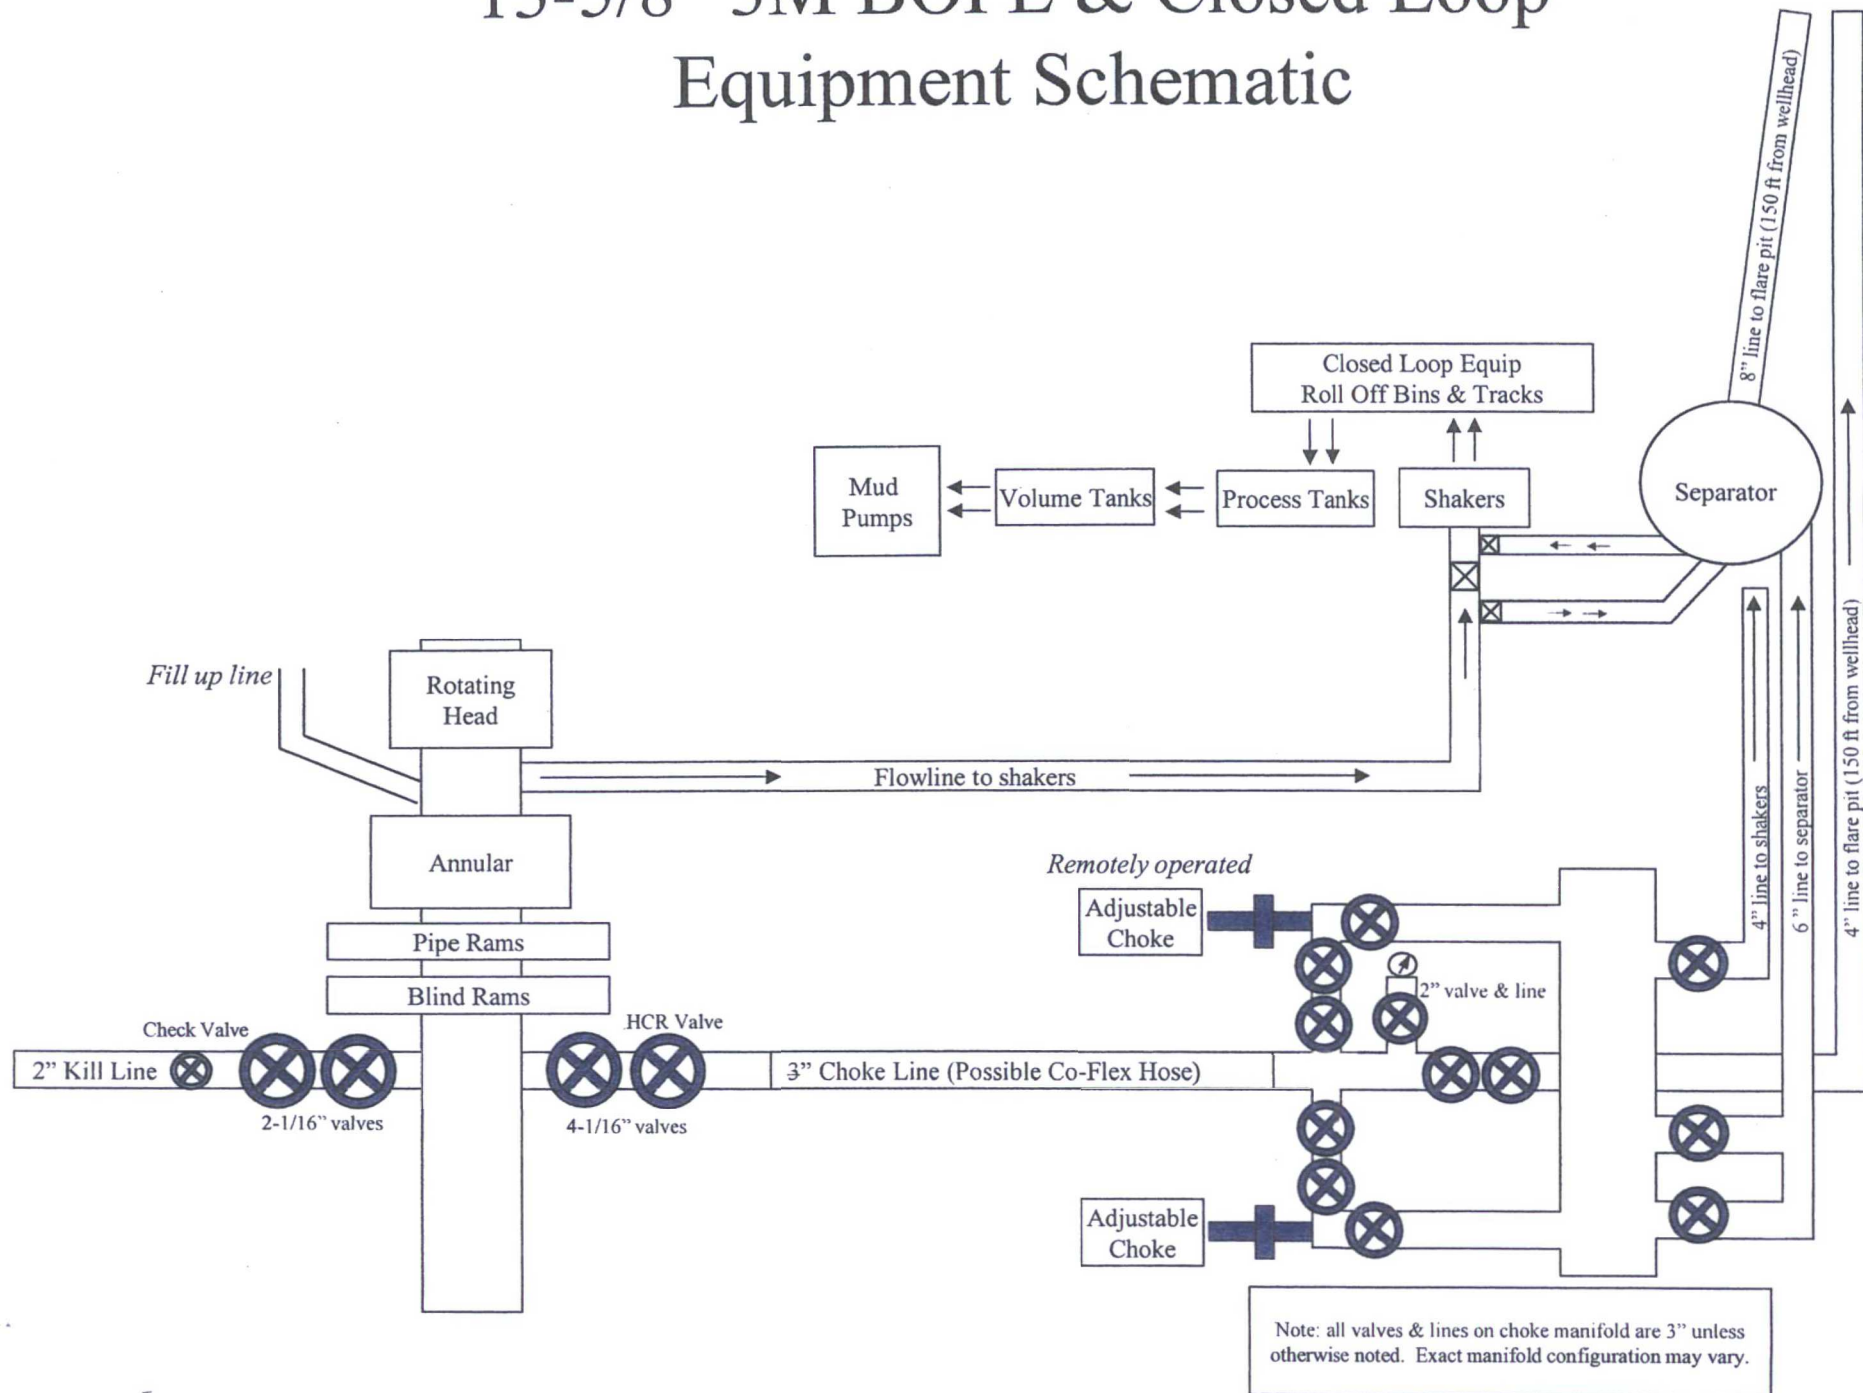 Equipment Schematic
8” line to flare pit (150 ft from wellhead)
Closed Loop Equip
Roll Off Bins & Tracks
Mud
Pumps
Volume Tanks
Process Tanks
Shakers
Separator
Fill up line
Rotating
Head
Flowline to shakers
Annular
Pipe Rams
Blind Rams
Remotely operated
Adjustable
Choke
2” valve & line
4” line to shakers
6 ” line to separator
4” line to flare pit (150 ft from wellhead)
Check Valve
HCR Valve
2” Kill Line
3” Choke Line (Possible Co-Flex Hose)
2-1/16” valves
4-1/16” valves
Adjustable
Choke
Note: all valves & lines on choke manifold are 3” unless
otherwise noted. Exact manifold configuration may vary.